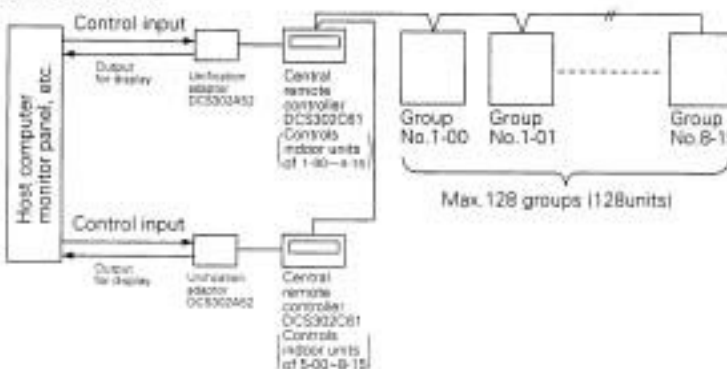 Host computer
monitor panel, etc.
Control input
Output
for display
Unification
adaptor
DCS302A52
Central
remote
controller
DCS302C61
Controls
indoor units
of 1-00~4-15
Group
No.1-00
Group
No.1-01
Group
No.8-1
Max. 128 groups (128units)
Control input
Output
for display
Unification
adaptor
DCS302A52
Central
remote
controller
DCS302C61
Controls
indoor units
of 5-00~8-15